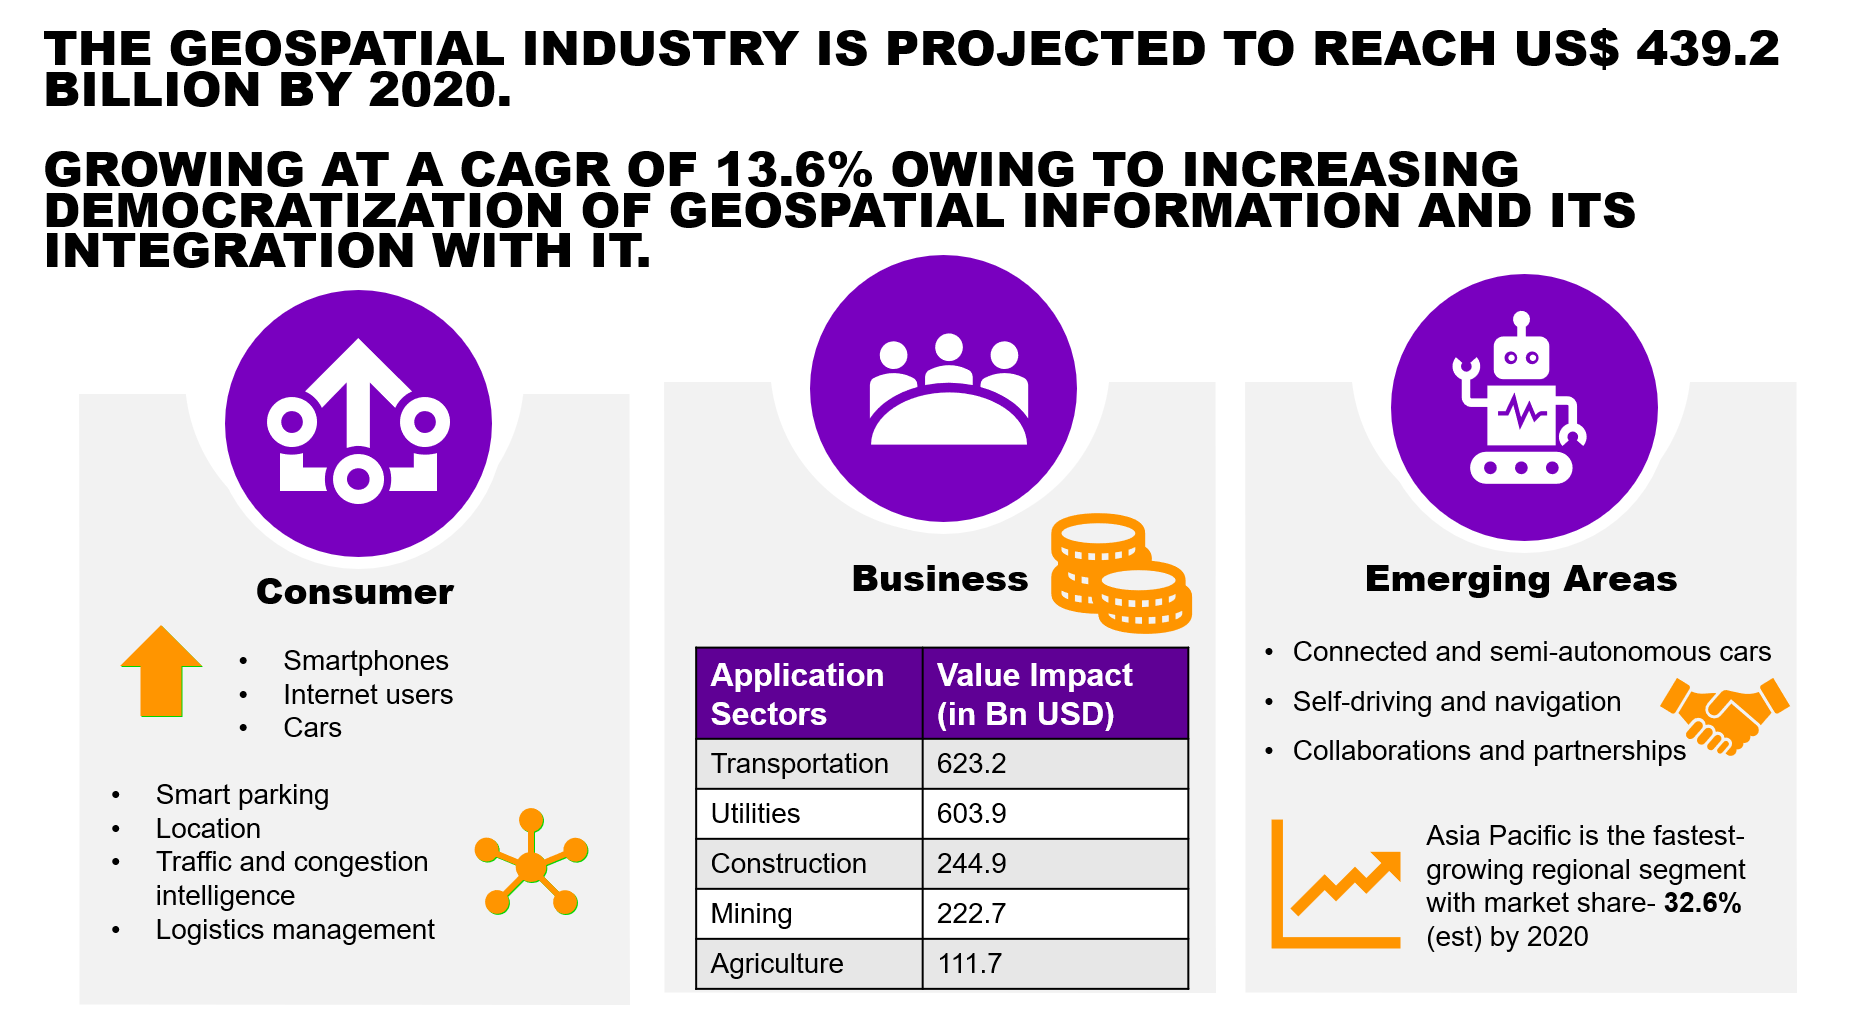 THE GEOSPATIAL INDUSTRY IS PROJECTED TO REACH US$ 439.2
BILLION BY 2020.
GROWING AT A CAGR OF 13.6% OWING TO INCREASING
DEMOCRATIZATION OF GEOSPATIAL INFORMATION AND ITS
INTEGRATION WITH IT.
Consumer
• Smartphones
• Internet users
• Cars
• Smart parking
• Location
• Traffic and congestion
intelligence
• Logistics management
Business
Application Sectors | Value Impact (in Bn USD)
Transportation | 623.2
Utilities | 603.9
Construction | 244.9
Mining | 222.7
Agriculture | 111.7
Emerging Areas
• Connected and semi-autonomous cars
• Self-driving and navigation
• Collaborations and partnerships
Asia Pacific is the fastest-
growing regional segment
with market share- 32.6%
(est) by 2020